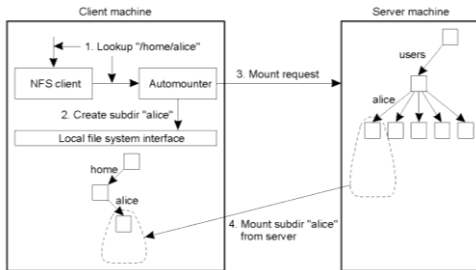 Client machine
Server machine
1. Lookup "/home/alice"
users
NFS client
Automounter
3. Mount request
alice
2. Create subdir "alice"
Local file system interface
home
alice
4. Mount subdir "alice"
from server